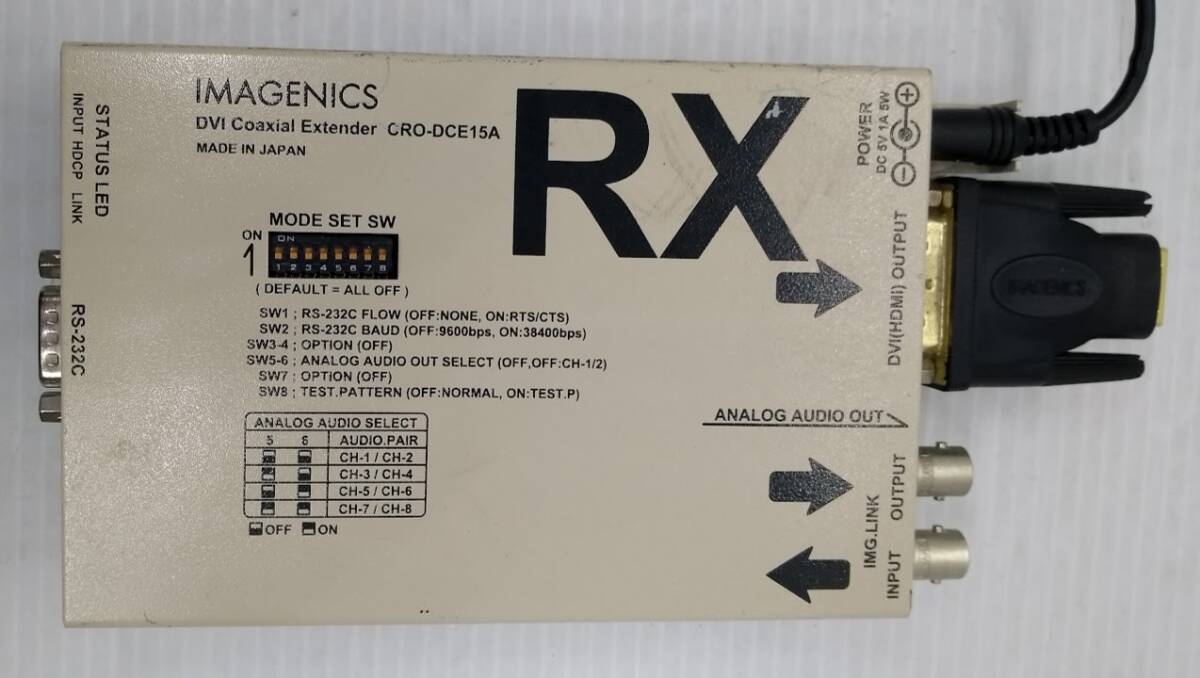 IMAGENICS
DVI Coaxial Extender CRO-DCE15A
MADE IN JAPAN
RX
STATUS LED
INPUT HDCP LINK
RS-232C
MODE SET SW
ON
ON
1 2 3 4 5 6 7 8
( DEFAULT = ALL OFF )
SW1 ; RS-232C FLOW (OFF:NONE, ON:RTS/CTS)
SW2 ; RS-232C BAUD (OFF:9600bps, ON:38400bps)
SW3-4 ; OPTION (OFF)
SW5-6 ; ANALOG AUDIO OUT SELECT (OFF,OFF:CH-1/2)
SW7 ; OPTION (OFF)
SW8 ; TEST.PATTERN (OFF:NORMAL, ON:TEST.P)
ANALOG AUDIO SELECT
5 6 AUDIO.PAIR
CH-1 / CH-2
CH-3 / CH-4
CH-5 / CH-6
CH-7 / CH-8
OFF ON
POWER
DC 5V 1A 5W
DVI(HDMI) OUTPUT
IMAGENICS
ANALOG AUDIO OUT
IMG.LINK
INPUT OUTPUT